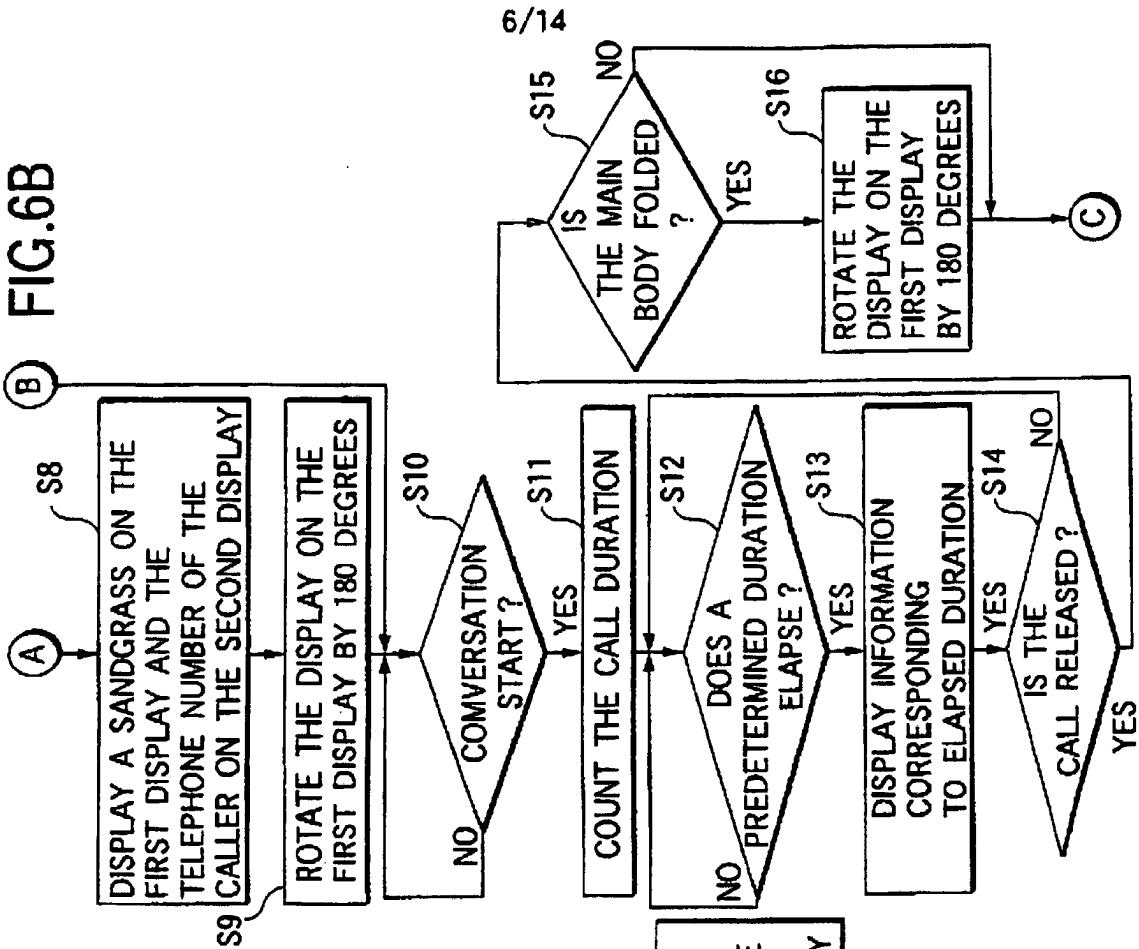 6/14
FIG.6B
A
B
S8
DISPLAY A SANDGRASS ON THE
FIRST DISPLAY AND THE
TELEPHONE NUMBER OF THE
CALLER ON THE SECOND DISPLAY
S9
ROTATE THE DISPLAY ON THE
FIRST DISPLAY BY 180 DEGREES
S10
COMVERSATION
START ?
NO
YES
S11
COUNT THE CALL DURATION
S12
DOES A
PREDETERMINED DURATION
ELAPSE ?
NO
YES
S13
DISPLAY INFORMATION
CORRESPONDING
TO ELAPSED DURATION
YES
S14
IS THE
CALL RELEASED ?
NO
YES
S15
IS
THE MAIN
BODY FOLDED
?
NO
YES
S16
ROTATE THE
DISPLAY ON THE
FIRST DISPLAY
BY 180 DEGREES
C
E
Y